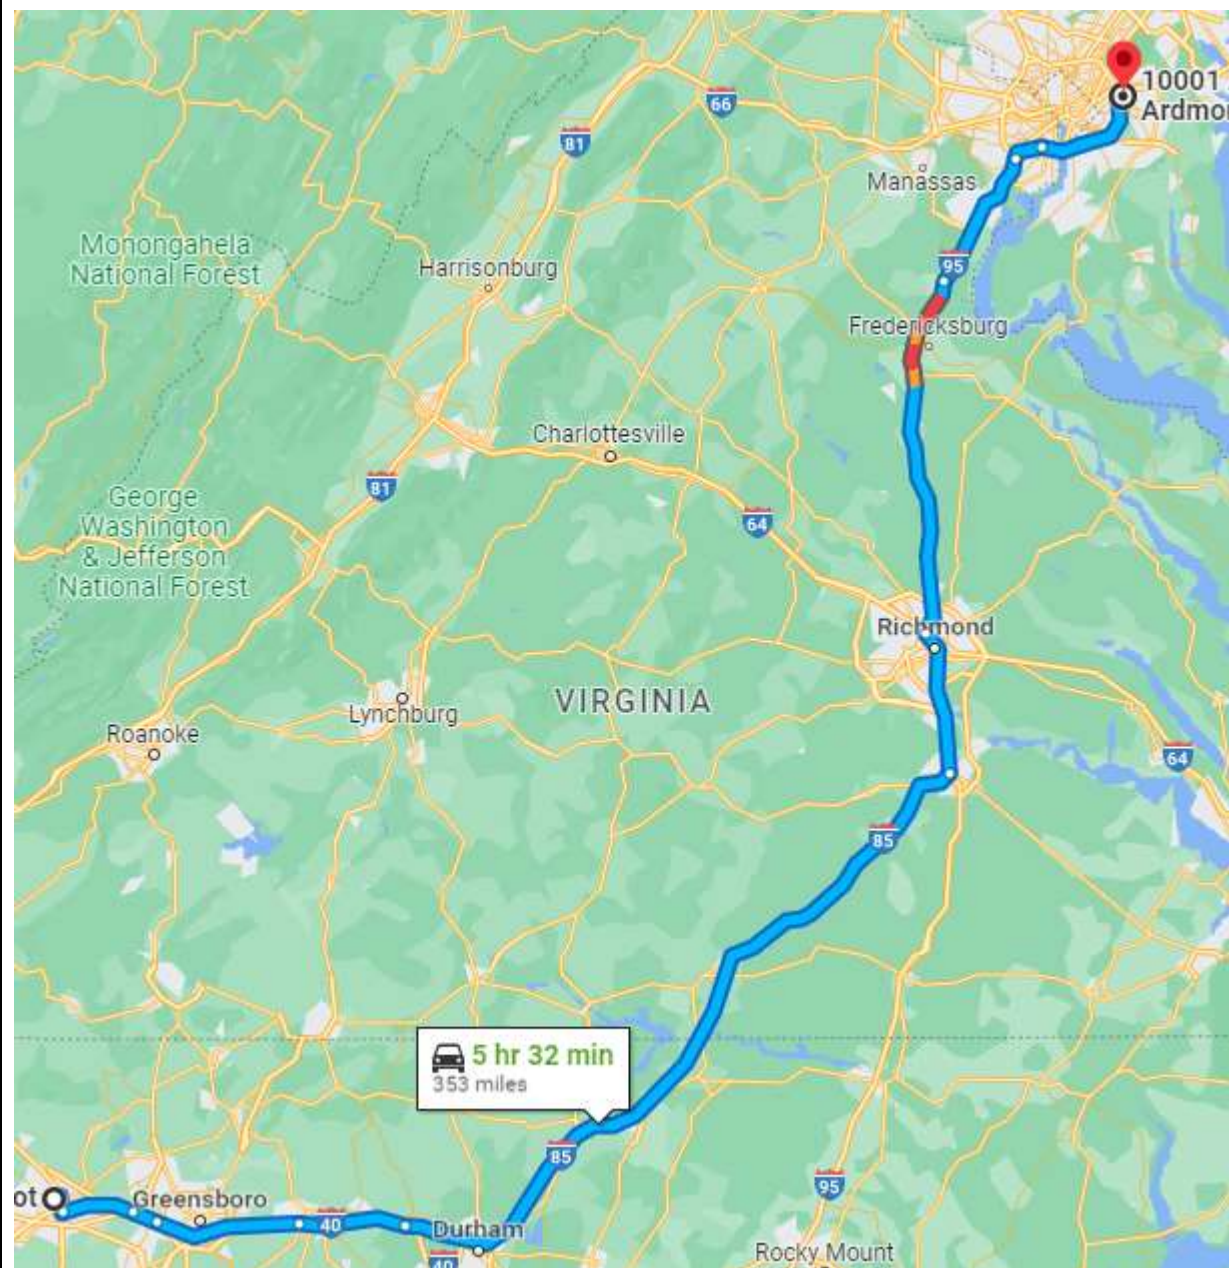 10001
Ardmor
66
81
Manassas
Monongahela
National Forest
Harrisonburg
95
Fredericksburg
Charlottesville
81
George
Washington
& Jefferson
National Forest
64
Richmond
VIRGINIA
Lynchburg
Roanoke
64
85
5 hr 32 min
353 miles
85
95
ot
Greensboro
40
Durham
40
Rocky Mount